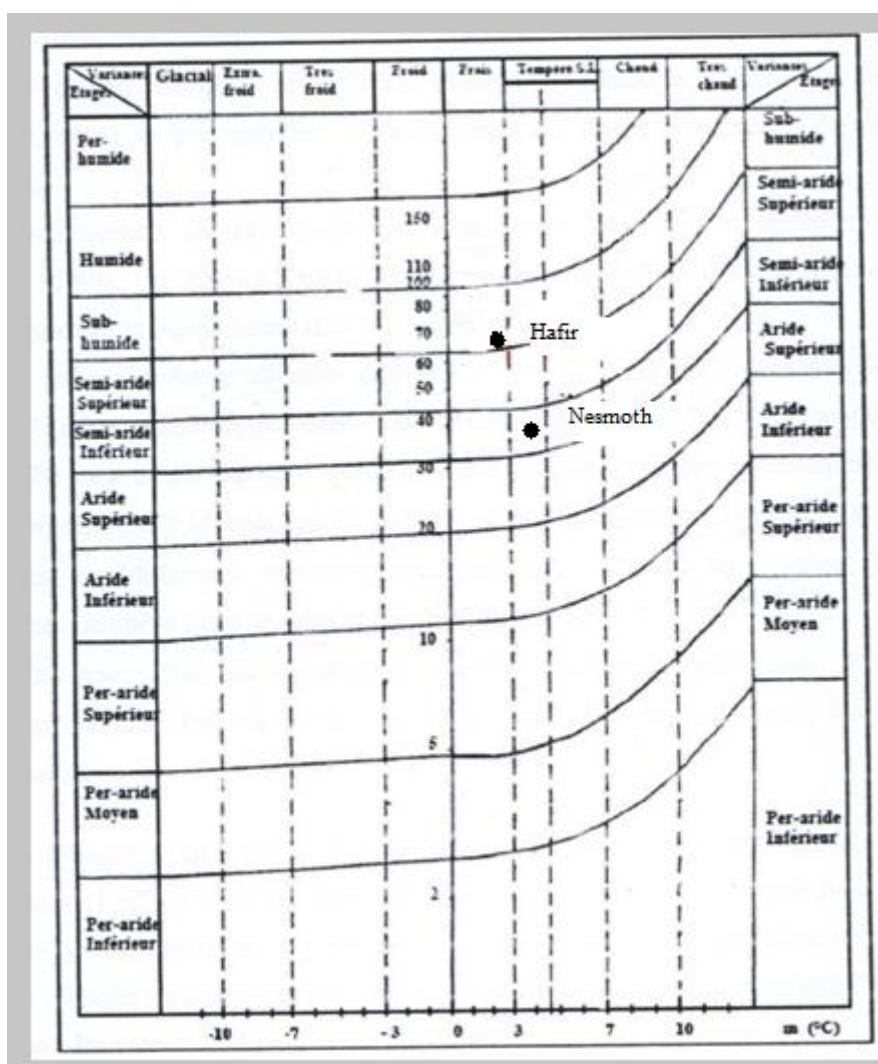 Variantes
Etages
Glacial
Extra.
froid
Tres
froid
Froid
Frais
Tempere S.L
Chaud
Tres
chaud
Variantes
Etages
Per-
humide
Humide
Sub-
humide
Semi-aride
Supérieur
Semi-aride
Inférieur
Aride
Supérieur
Aride
Inférieur
Per-aride
Supérieur
Per-aride
Moyen
Per-aride
Inférieur
150
110
100
80
70
60
50
40
30
20
10
5
2
Hafir
Nesmoth
Sub-
humide
Semi-aride
Supérieur
Semi-aride
Inférieur
Aride
Supérieur
Aride
Inférieur
Per-aride
Supérieur
Per-aride
Moyen
Per-aride
Inférieur
-10 -7 -3 0 3 7 10 m (°C)